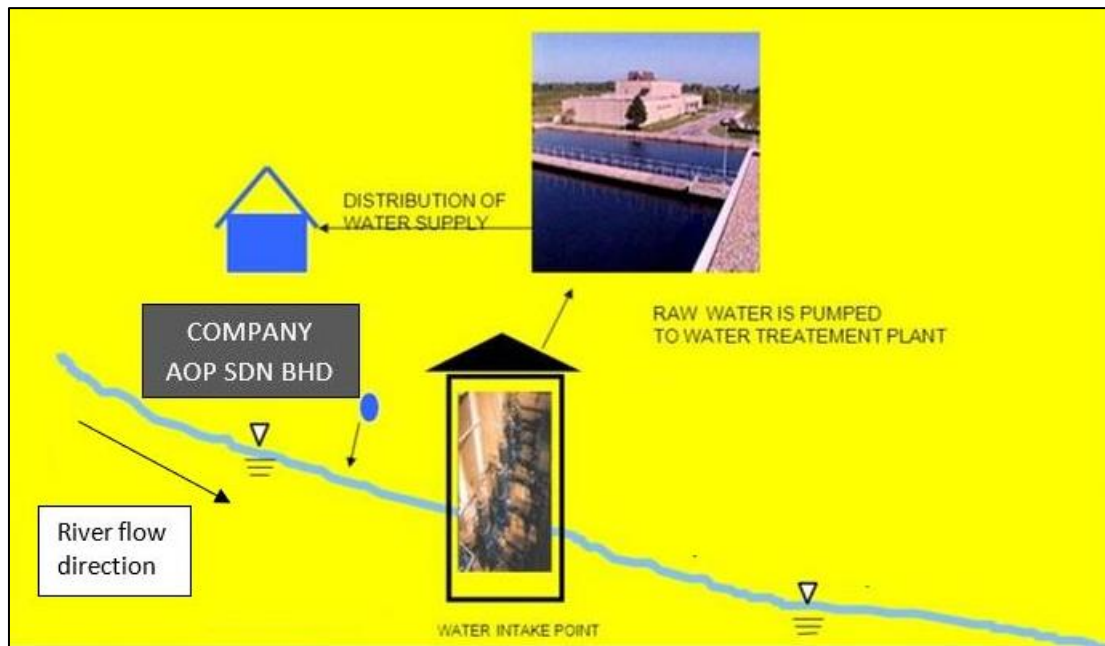 DISTRIBUTION OF
WATER SUPPLY
COMPANY
AOP SDN BHD
RAW WATER IS PUMPED
TO WATER TREATEMENT PLANT
River flow
direction
WATER INTAKE POINT